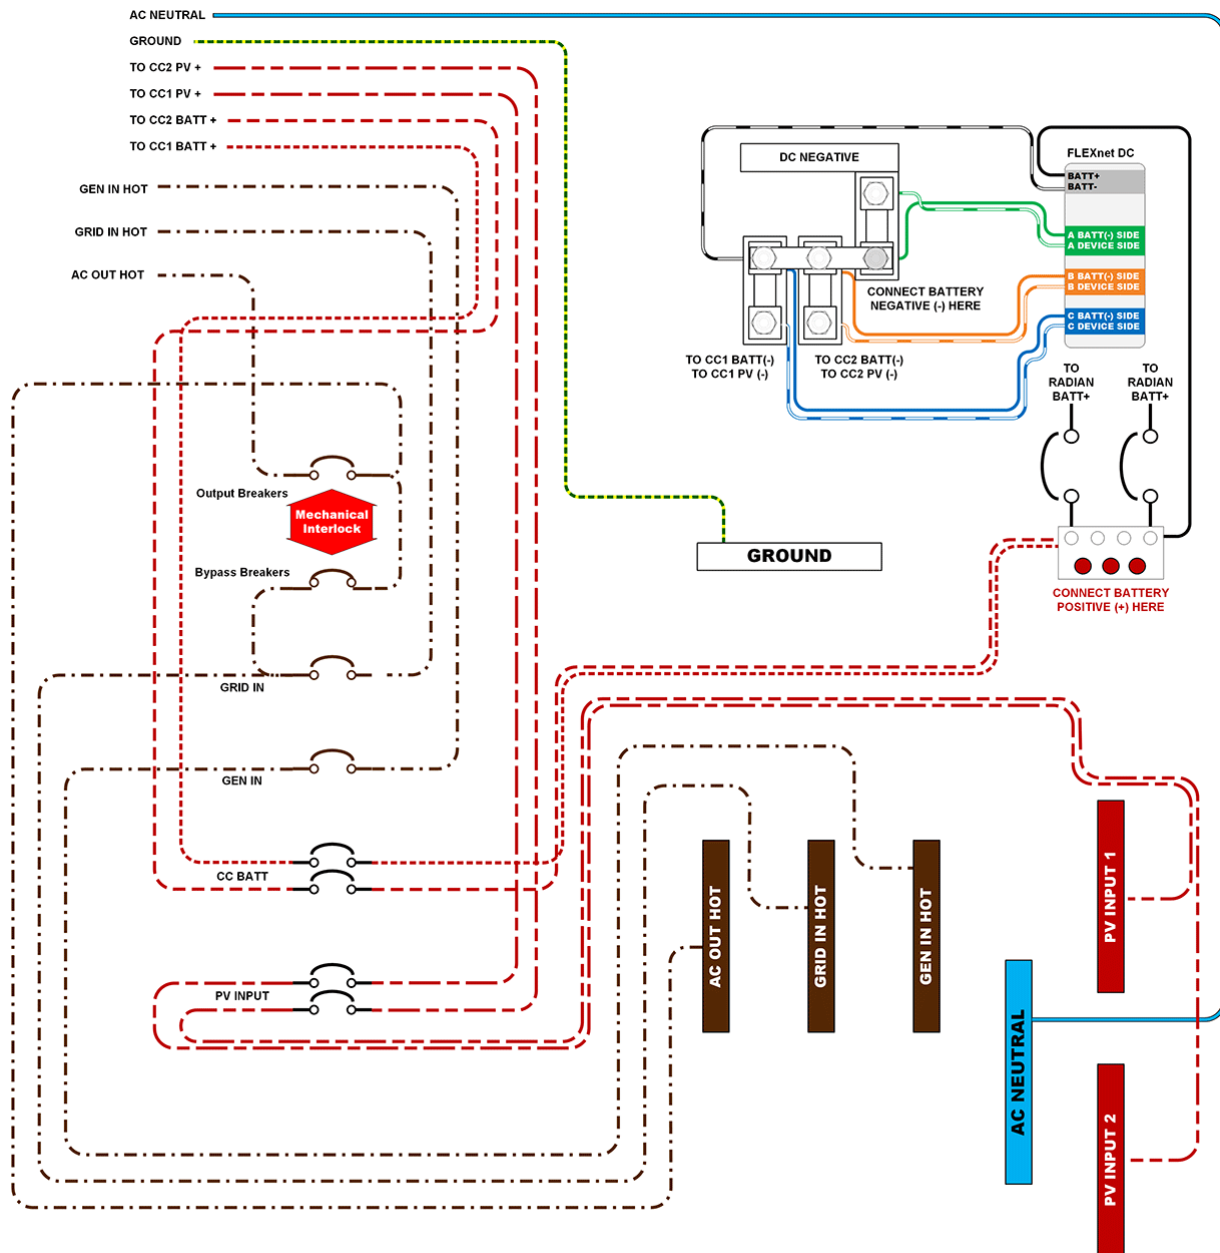 AC NEUTRAL
GROUND
TO CC2 PV +
TO CC1 PV +
TO CC2 BATT +
TO CC1 BATT +
GEN IN HOT
GRID IN HOT
AC OUT HOT
DC NEGATIVE
FLEXnet DC
BATT+
BATT-
A BATT(-) SIDE
A DEVICE SIDE
B BATT(-) SIDE
B DEVICE SIDE
C BATT(-) SIDE
C DEVICE SIDE
CONNECT BATTERY
NEGATIVE (-) HERE
TO CC1 BATT(-)
TO CC1 PV (-)
TO CC2 BATT(-)
TO CC2 PV (-)
TO
RADIAN
BATT+
TO
RADIAN
BATT+
Output Breakers
Mechanical
Interlock
Bypass Breakers
GROUND
CONNECT BATTERY
POSITIVE (+) HERE
GRID IN
GEN IN
CC BATT
PV INPUT
AC OUT HOT
GRID IN HOT
GEN IN HOT
AC NEUTRAL
PV INPUT 1
PV INPUT 2